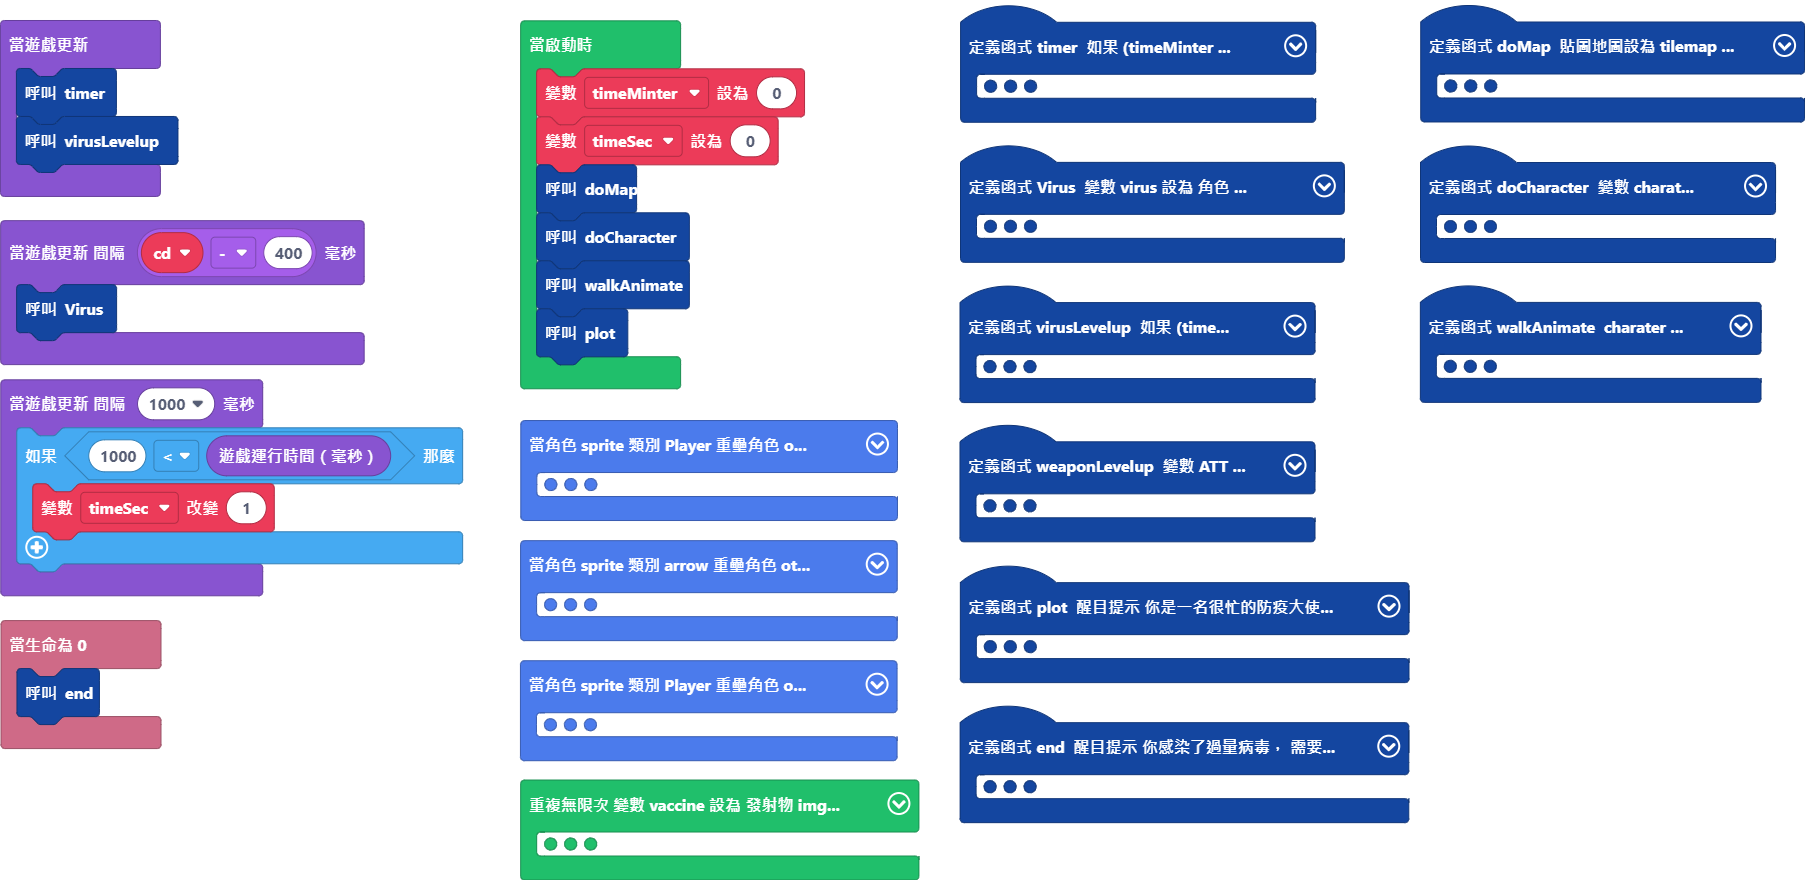 當遊戲更新
呼叫 timer
呼叫 virusLevelup
當遊戲更新 間隔 cd - 400 毫秒
呼叫 Virus
當遊戲更新 間隔 1000 毫秒
如果 1000 < 遊戲運行時間 ( 毫秒 ) 那麼
變數 timeSec 改變 1
當生命為 0
呼叫 end
當啟動時
變數 timeMinter 設為 0
變數 timeSec 設為 0
呼叫 doMap
呼叫 doCharacter
呼叫 walkAnimate
呼叫 plot
當角色 sprite 類別 Player 重疊角色 o...
當角色 sprite 類別 arrow 重疊角色 ot...
當角色 sprite 類別 Player 重疊角色 o...
重複無限次 變數 vaccine 設為 發射物 img...
定義函式 timer 如果 (timeMinter ...
定義函式 Virus 變數 virus 設為 角色 ...
定義函式 virusLevelup 如果 (time...
定義函式 weaponLevelup 變數 ATT ...
定義函式 plot 醒目提示 你是一名很忙的防疫大使...
定義函式 end 醒目提示 你感染了過量病毒， 需要...
定義函式 doMap 貼圖地圖設為 tilemap ...
定義函式 doCharacter 變數 charat...
定義函式 walkAnimate charater ...